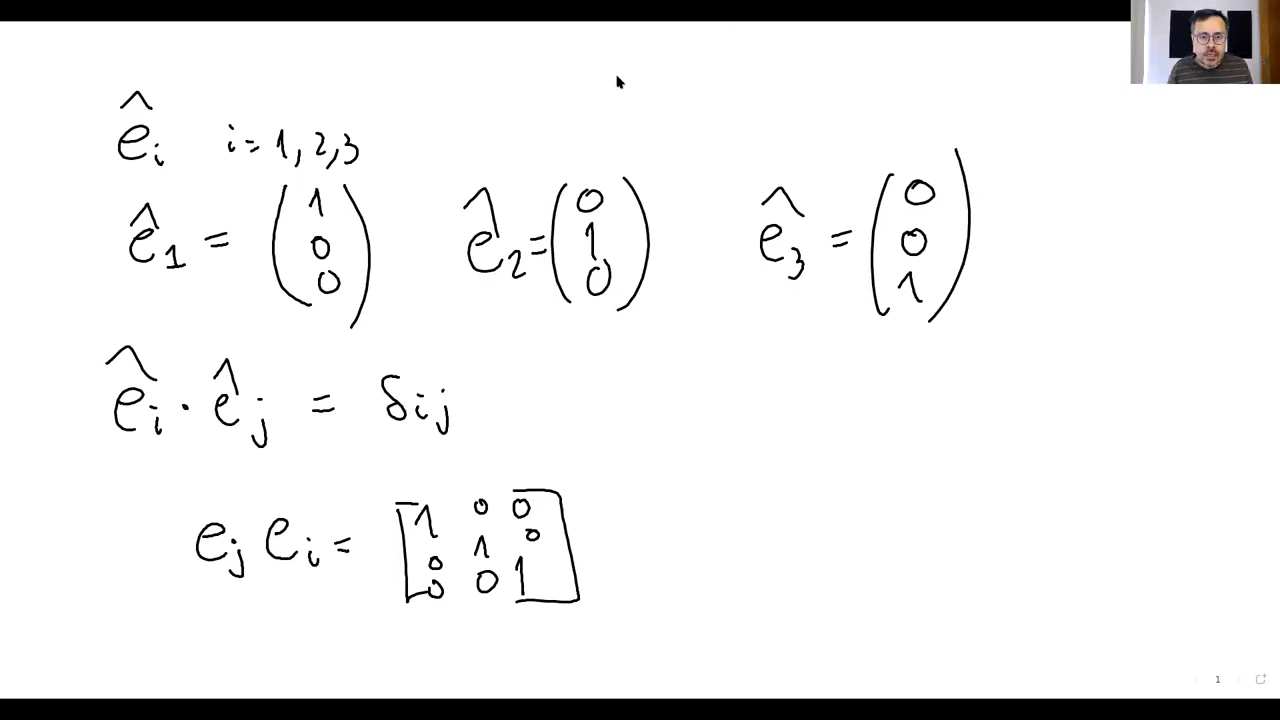 ê_i i = 1, 2, 3
ê_1 = (1 0 0) ê_2 = (0 1 0) ê_3 = (0 0 1)
ê_i · ê_j = δ_ij
e_j e_i = [1 0 0
0 1 0
0 0 1]
1